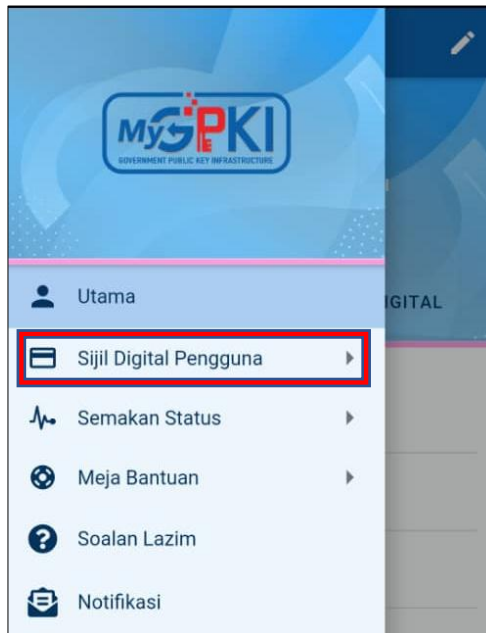 MyGPKI
GOVERNMENT PUBLIC KEY INFRASTRUCTURE
Utama
IGITAL
Sijil Digital Pengguna
Semakan Status
Meja Bantuan
Soalan Lazim
Notifikasi